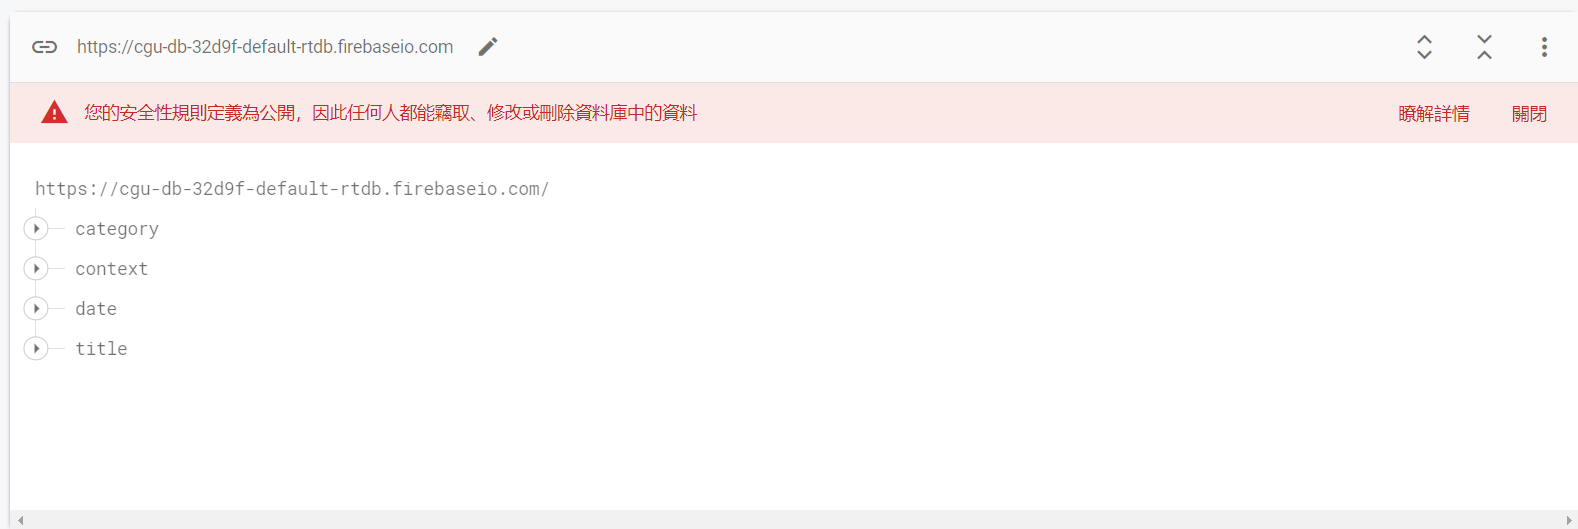 https://cgu-db-32d9f-default-rtdb.firebaseio.com
您的安全性規則定義為公開，因此任何人都能竊取、修改或刪除資料庫中的資料 瞭解詳情 關閉
https://cgu-db-32d9f-default-rtdb.firebaseio.com/
category
context
date
title